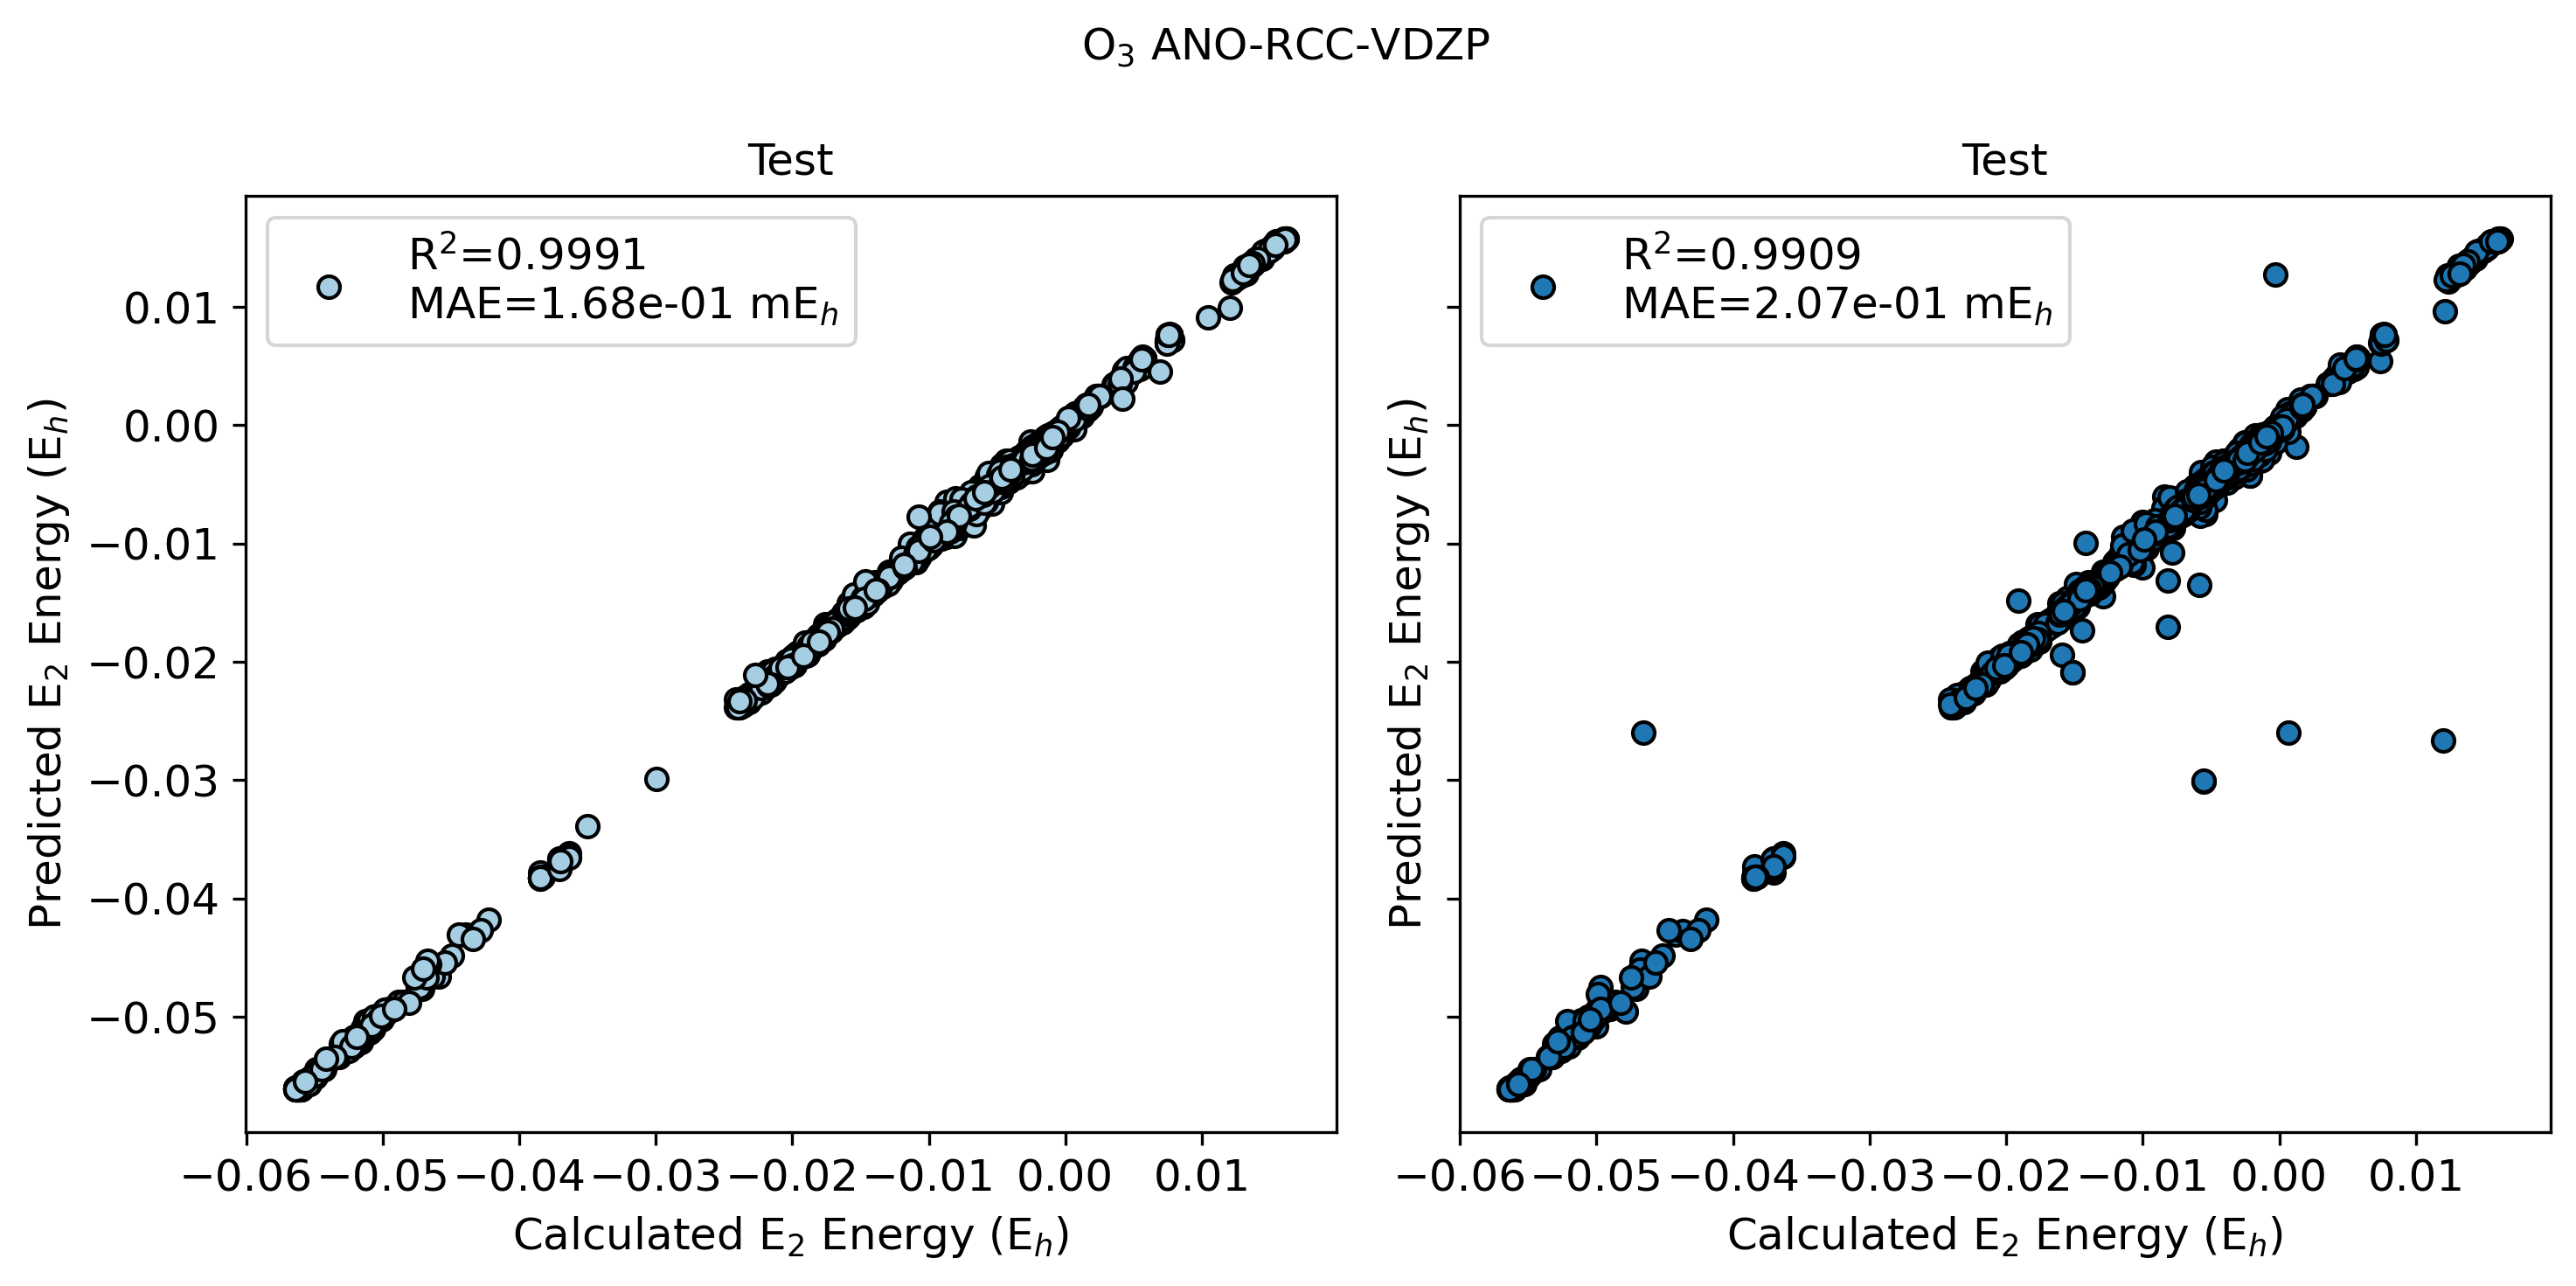 O₃ ANO-RCC-VDZP
Test
R²=0.9991
MAE=1.68e-01 mEₕ
Predicted E₂ Energy (Eₕ)
0.01
0.00
−0.01
−0.02
−0.03
−0.04
−0.05
−0.06 −0.05 −0.04 −0.03 −0.02 −0.01 0.00 0.01
Calculated E₂ Energy (Eₕ)
Test
R²=0.9909
MAE=2.07e-01 mEₕ
Predicted E₂ Energy (Eₕ)
−0.06 −0.05 −0.04 −0.03 −0.02 −0.01 0.00 0.01
Calculated E₂ Energy (Eₕ)